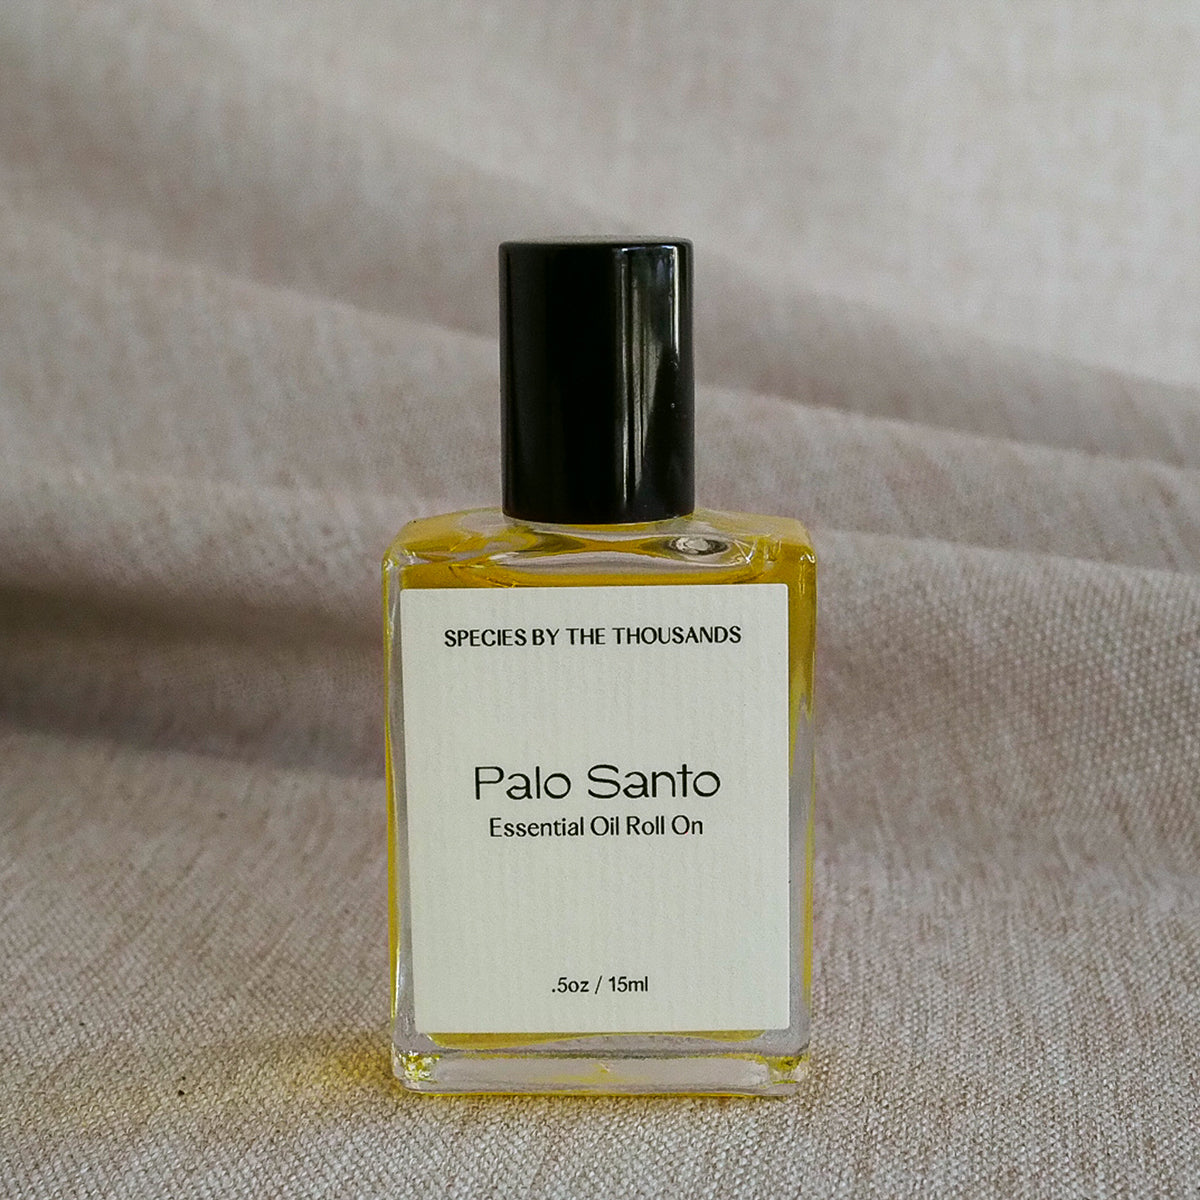 SPECIES BY THE THOUSANDS
Palo Santo
Essential Oil Roll On
.5oz / 15ml